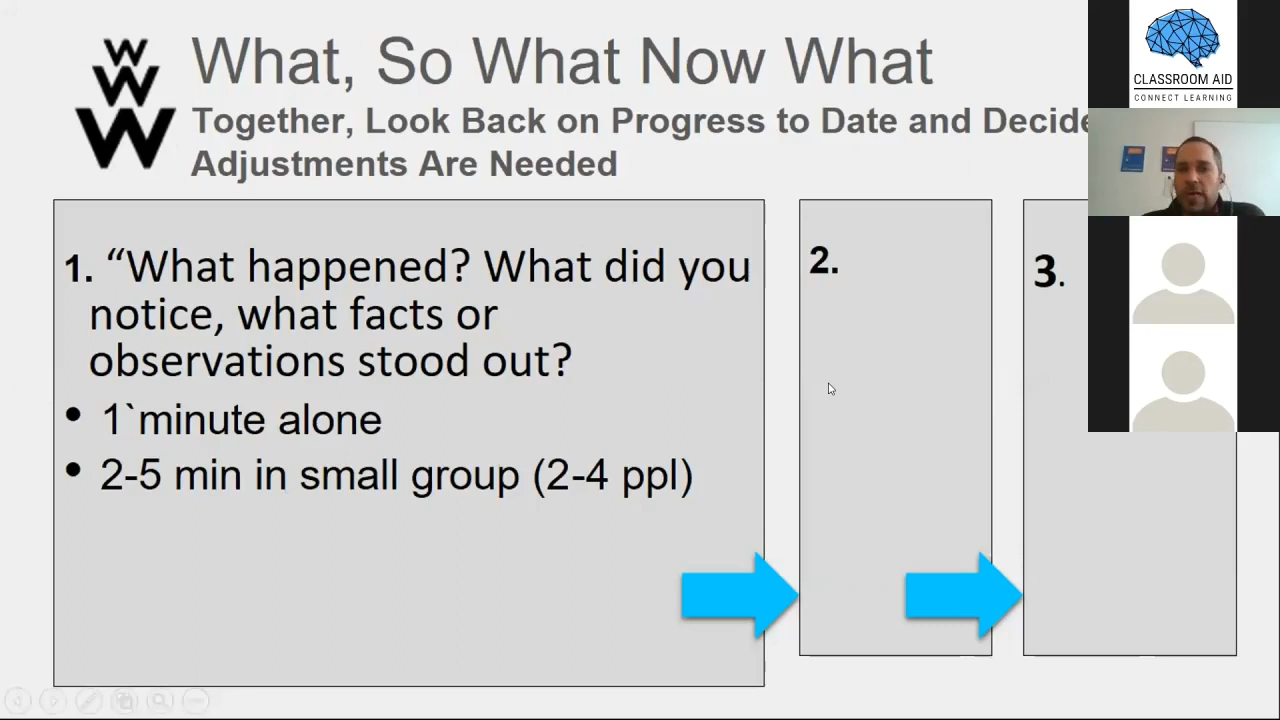 W
W
W
What, So What Now What
Together, Look Back on Progress to Date and Decide
Adjustments Are Needed
1. “What happened? What did you
notice, what facts or
observations stood out?
• 1`minute alone
• 2-5 min in small group (2-4 ppl)
2.
3.
CLASSROOM AID
CONNECT LEARNING